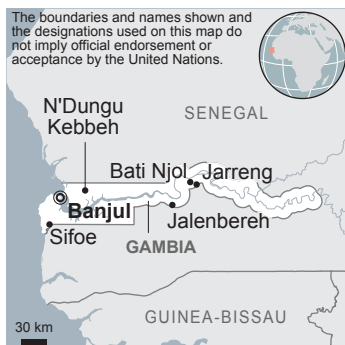 The boundaries and names shown and
the designations used on this map do
not imply official endorsement or
acceptance by the United Nations.
N'Dungu
Kebbeh
SENEGAL
Bati Njol
Jarreng
Banjul
Jalenbereh
Sifoe
GAMBIA
GUINEA-BISSAU
30 km